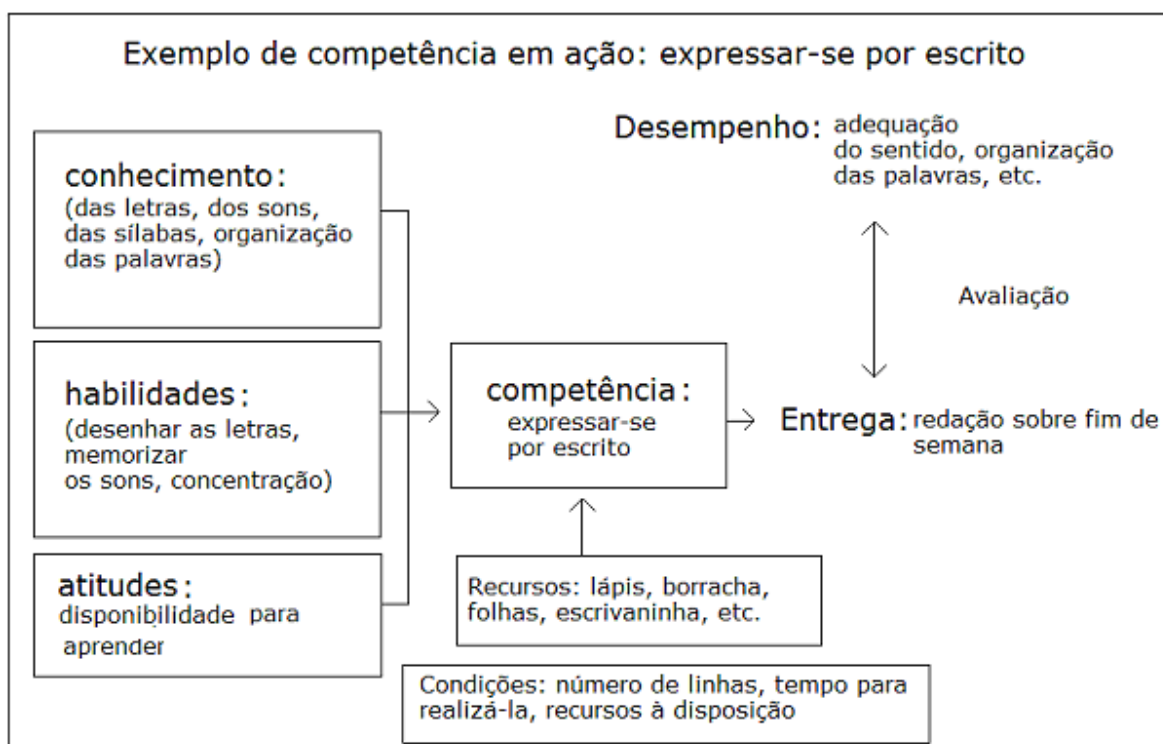 Exemplo de competência em ação: expressar-se por escrito
conhecimento:
(das letras, dos sons,
das sílabas, organização
das palavras)
habilidades:
(desenhar as letras,
memorizar
os sons, concentração)
atitudes:
disponibilidade para
aprender
competência:
expressar-se
por escrito
Recursos: lápis, borracha,
folhas, escrivaninha, etc.
Condições: número de linhas, tempo para
realizá-la, recursos à disposição
Desempenho: adequação
do sentido, organização
das palavras, etc.
Avaliação
Entrega: redação sobre fim de
semana